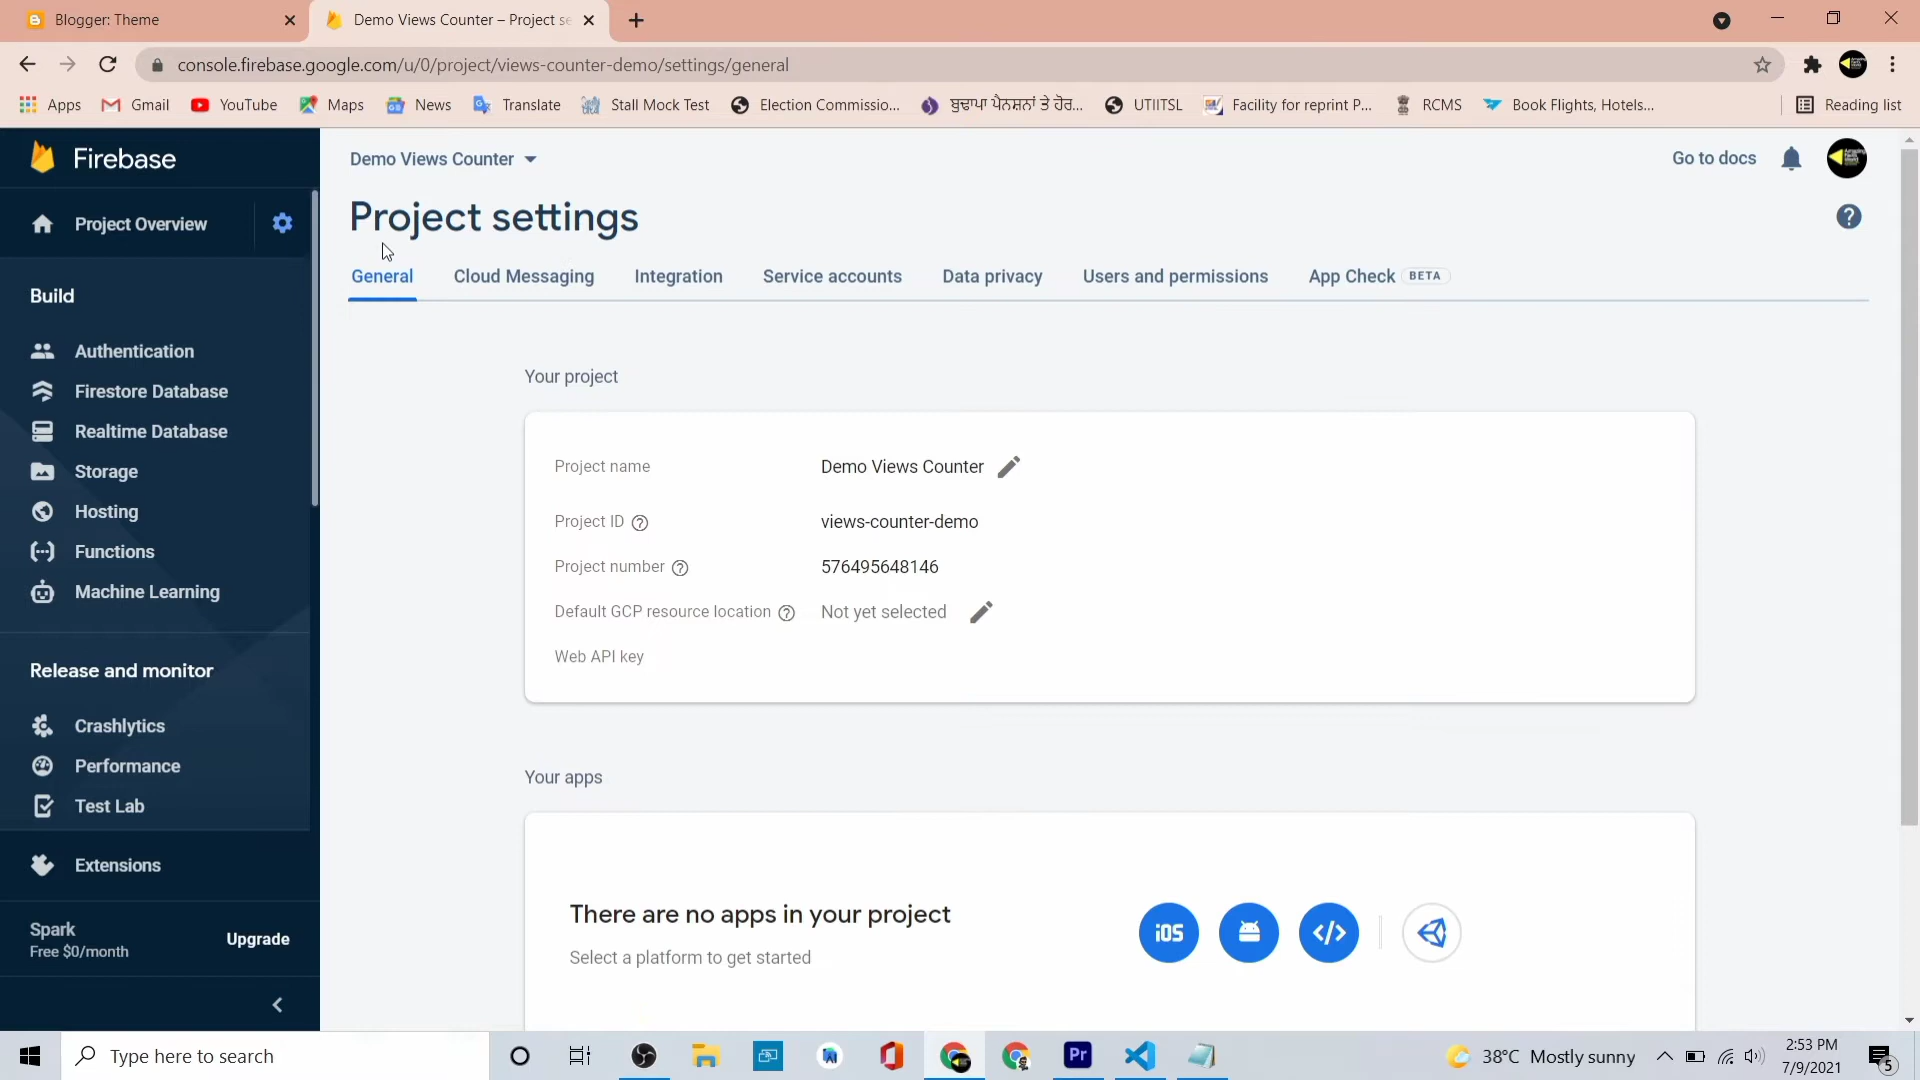 Blogger: Theme
Demo Views Counter – Project se
console.firebase.google.com/u/0/project/views-counter-demo/settings/general
Apps
Gmail
YouTube
Maps
News
Translate
Stall Mock Test
Election Commissio...
ਬੁਢਾਪਾ ਪੈਨਸ਼ਨਾਂ ਤੇ ਹੋਰ...
UTIITSL
Facility for reprint P...
RCMS
Book Flights, Hotels...
Reading list
Firebase
Demo Views Counter
Go to docs
Project Overview
Project settings
General
Cloud Messaging
Integration
Service accounts
Data privacy
Users and permissions
App Check BETA
Build
Authentication
Firestore Database
Realtime Database
Storage
Hosting
Functions
Machine Learning
Release and monitor
Crashlytics
Performance
Test Lab
Extensions
Spark
Free $0/month
Upgrade
Your project
Project name
Demo Views Counter
Project ID
views-counter-demo
Project number
576495648146
Default GCP resource location
Not yet selected
Web API key
Your apps
There are no apps in your project
Select a platform to get started
iOS
Type here to search
Pr
38°C Mostly sunny
2:53 PM
7/9/2021
5